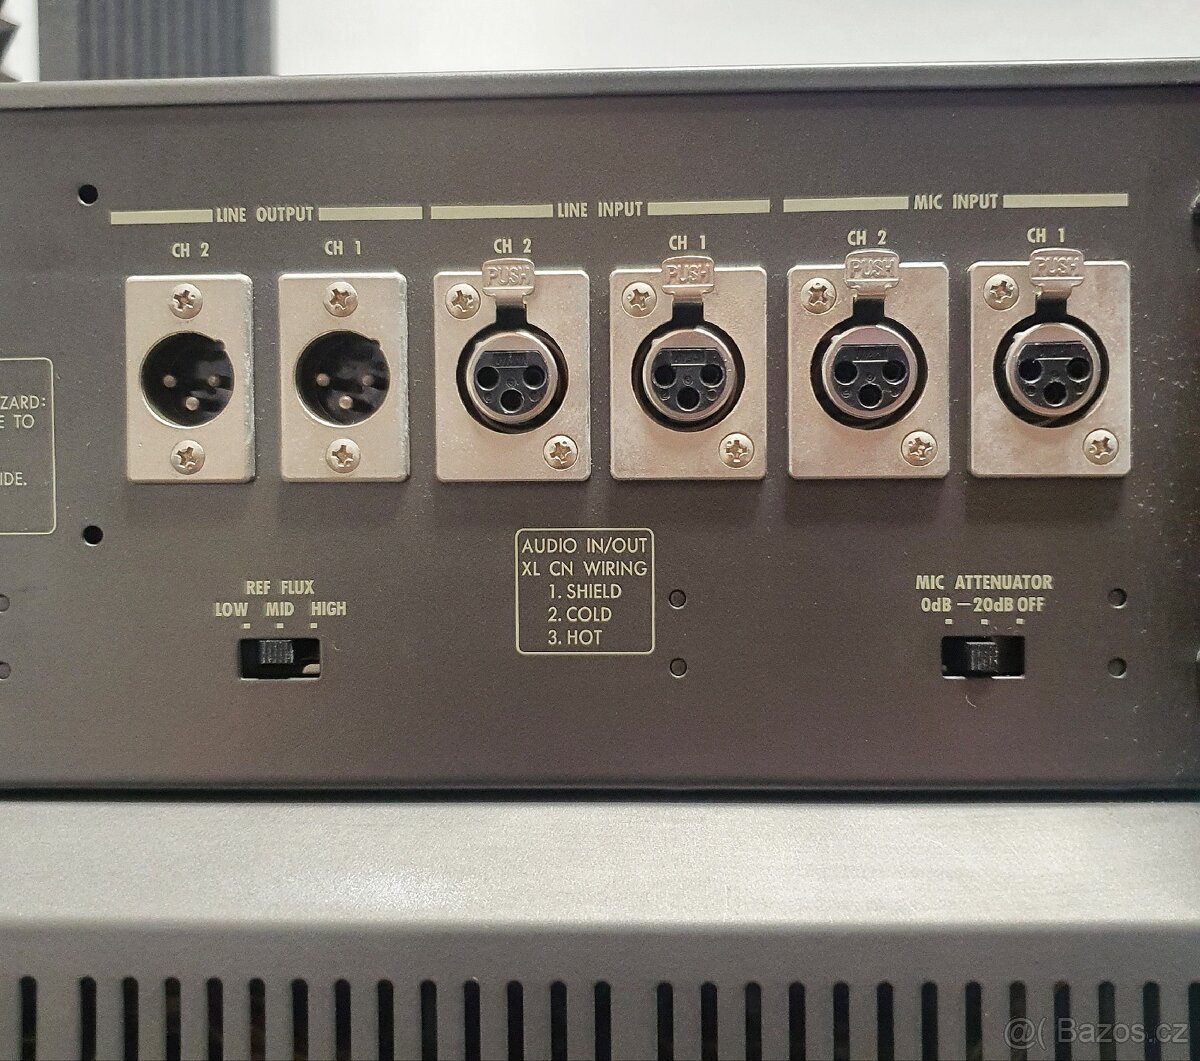 LINE OUTPUT
LINE INPUT
MIC INPUT
CH 2
CH 1
CH 2
CH 1
CH 2
CH 1
PUSH
PUSH
PUSH
PUSH
ZARD:
E TO
IDE.
AUDIO IN/OUT
XL CN WIRING
1. SHIELD
2. COLD
3. HOT
REF FLUX
LOW MID HIGH
MIC ATTENUATOR
0dB −20dB OFF
@( Bazos.cz